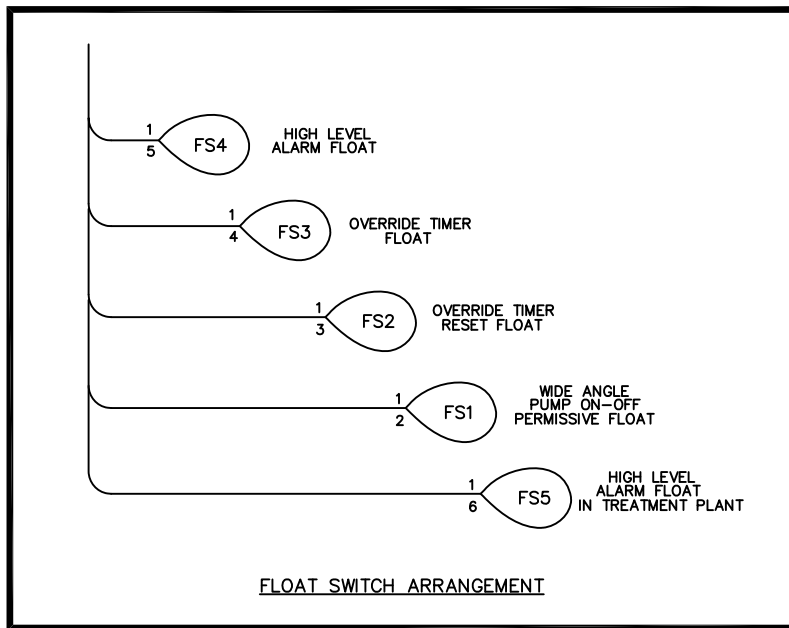 1
5
FS4
HIGH LEVEL
ALARM FLOAT
1
4
FS3
OVERRIDE TIMER
FLOAT
1
3
FS2
OVERRIDE TIMER
RESET FLOAT
1
2
FS1
WIDE ANGLE
PUMP ON-OFF
PERMISSIVE FLOAT
1
6
FS5
HIGH LEVEL
ALARM FLOAT
IN TREATMENT PLANT
FLOAT SWITCH ARRANGEMENT